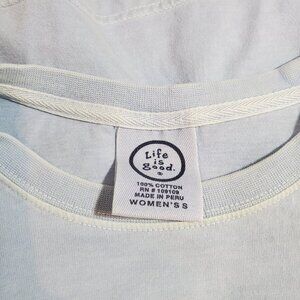 Life
is
good.
®
100% COTTON
RN # 109109
MADE IN PERU
WOMEN'S S